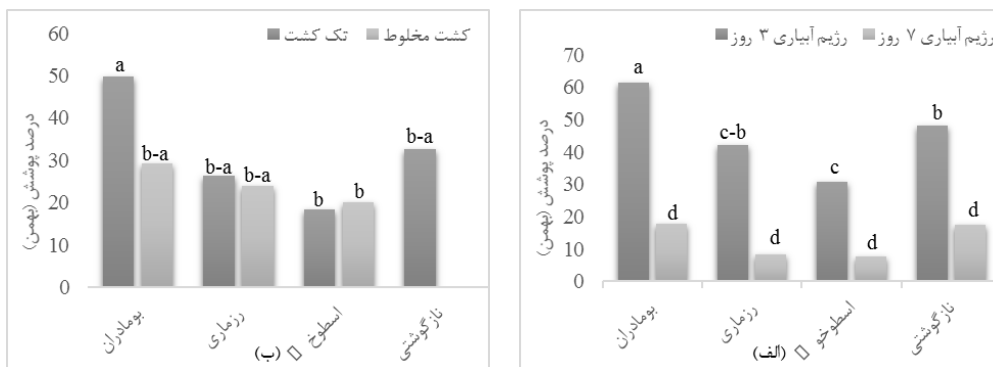 تک کشت کشت مخلوط
60
50
40
30
20
10
0
درصد پوشش (بهمن)
a
b-a
b-a
b-a
b
b
b-a
بومادران
رزماری
اسطوخ
نازگوشتی
(ب)
رژیم آبیاری ۳ روز رژیم آبیاری ۷ روز
70
60
50
40
30
20
10
0
درصد پوشش (بهمن)
a
d
c-b
d
c
d
b
d
بومادران
رزماری
اسطوخو
نازگوشتی
(الف)